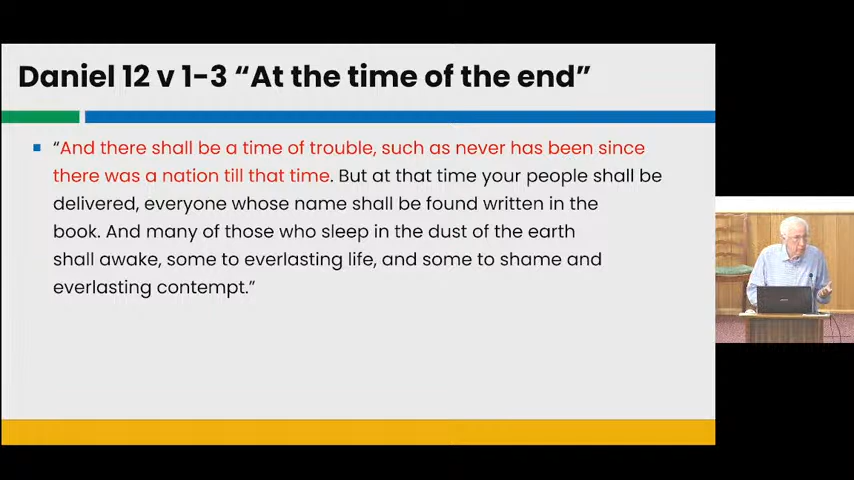 Daniel 12 v 1-3 “At the time of the end”
“And there shall be a time of trouble, such as never has been since
there was a nation till that time. But at that time your people shall be
delivered, everyone whose name shall be found written in the
book. And many of those who sleep in the dust of the earth
shall awake, some to everlasting life, and some to shame and
everlasting contempt.”